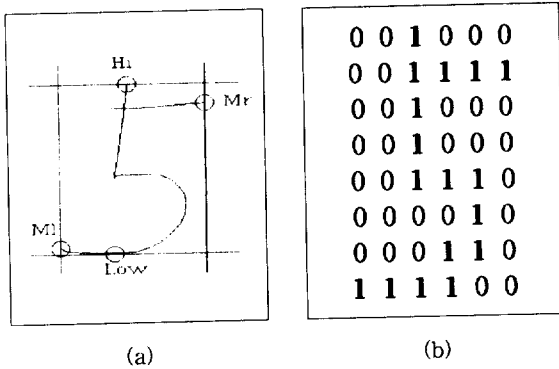 Hi
Mr
Ml
Low
(a)
0 0 1 0 0 0
0 0 1 1 1 1
0 0 1 0 0 0
0 0 1 0 0 0
0 0 1 1 1 0
0 0 0 0 1 0
0 0 0 1 1 0
1 1 1 1 0 0
(b)